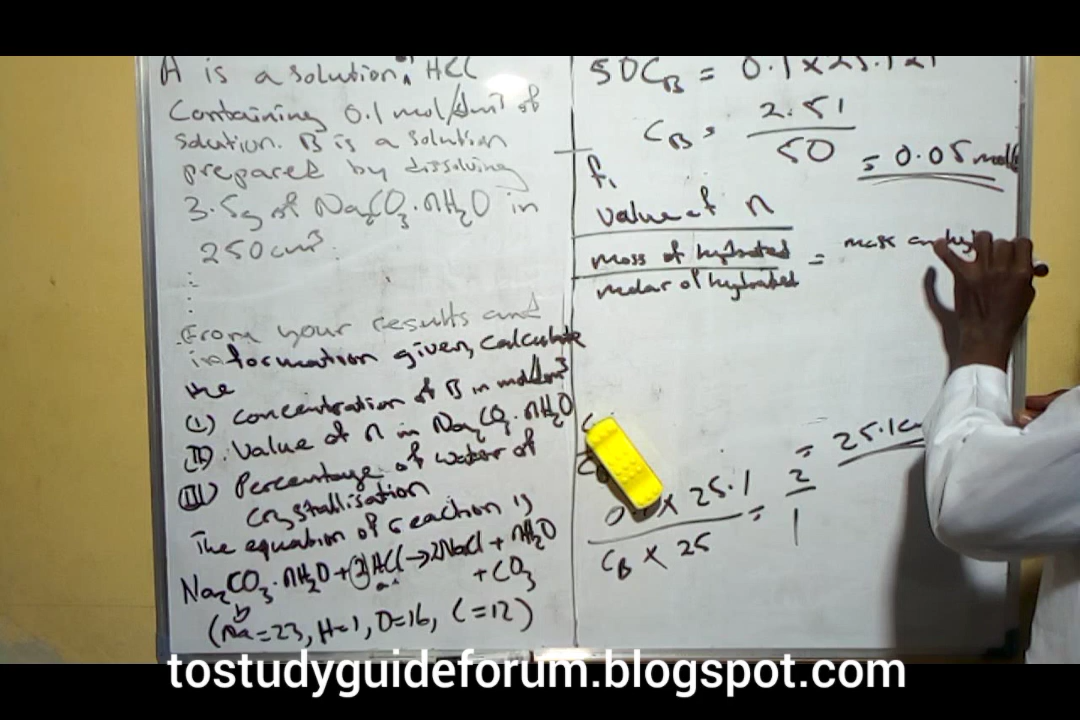 A is a solution of HCl
Containing 0.1 mol/dm³ of
solution. B is a solution
prepared by dissolving
3.5g of Na₂CO₃.nH₂O in
250cm³.
From your results and
information given, calculate
the
(I) concentration of B in mol/dm³
(II) Value of n in Na₂CO₃.nH₂O
(III) Percentage of water of
crystallisation
The equation of reaction is
Na₂CO₃.nH₂O + 2HCl → 2NaCl + nH₂O
+ CO₃
b
(Na=23, H=1, O=16, C=12)
50C_B = 0.1 x 25.1 x 1
C_B = 2.51
50
= 0.05
Value of n
mass of hydrated
molar of hydrated
= mass
= 25.1
x 25.1
C_B x 25
= 2
1
tostudyguideforum.blogspot.com